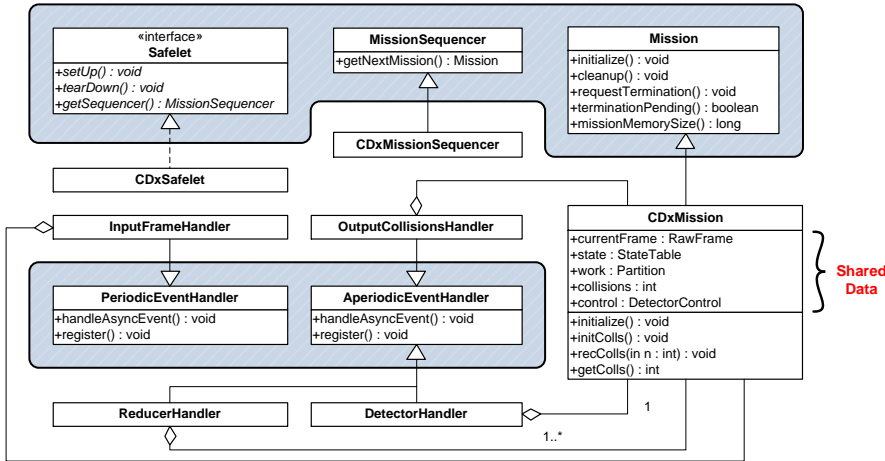 «interface»
Safelet
+setUp() : void
+tearDown() : void
+getSequencer() : MissionSequencer
MissionSequencer
+getNextMission() : Mission
Mission
+initialize() : void
+cleanup() : void
+requestTermination() : void
+terminationPending() : boolean
+missionMemorySize() : long
CDxSafelet
CDxMissionSequencer
InputFrameHandler
OutputCollisionsHandler
CDxMission
+currentFrame : RawFrame
+state : StateTable
+work : Partition
+collisions : int
+control : DetectorControl
+initialize() : void
+initColls() : void
+recColls(in n : int) : void
+getColls() : int
Shared
Data
PeriodicEventHandler
+handleAsyncEvent() : void
+register() : void
AperiodicEventHandler
+handleAsyncEvent() : void
+register() : void
ReducerHandler
DetectorHandler
1
1..*